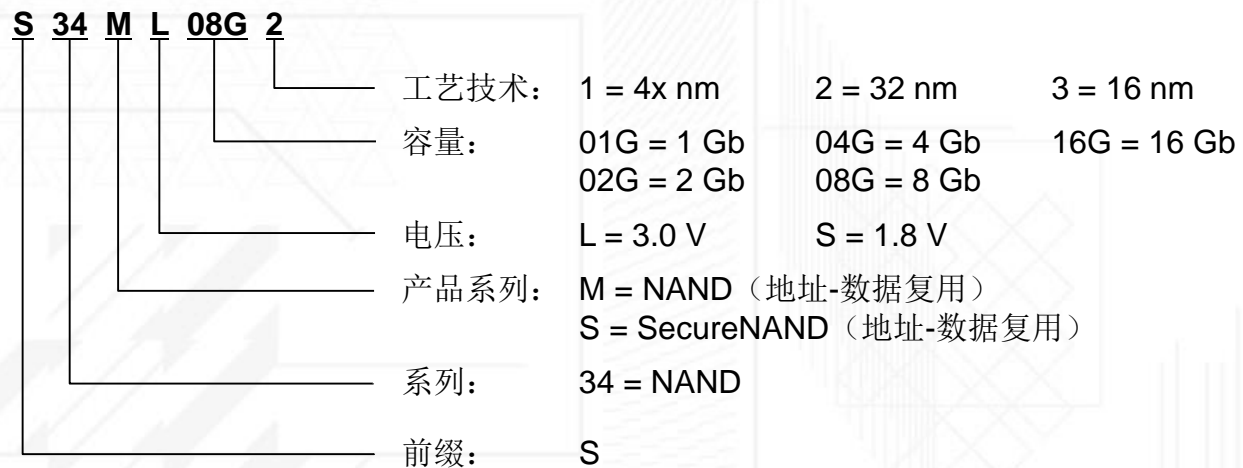 S 34 M L 08G 2
工艺技术： 1 = 4x nm 2 = 32 nm 3 = 16 nm
容量： 01G = 1 Gb 04G = 4 Gb 16G = 16 Gb
02G = 2 Gb 08G = 8 Gb
电压： L = 3.0 V S = 1.8 V
产品系列： M = NAND（地址-数据复用）
S = SecureNAND（地址-数据复用）
系列： 34 = NAND
前缀： S